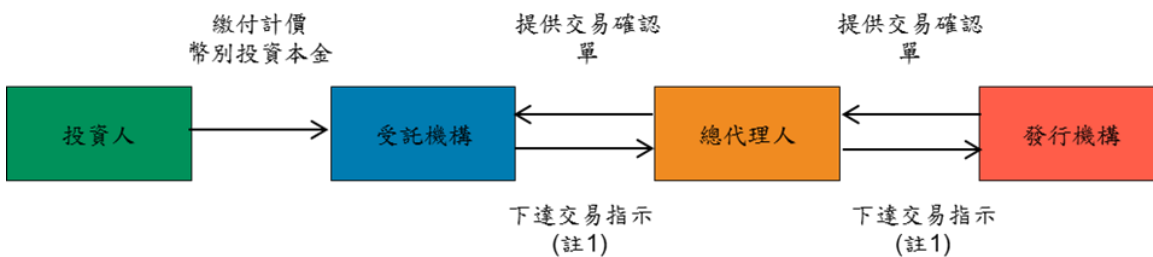 繳付計價
幣別投資本金
提供交易確認
單
提供交易確認
單
投資人
受託機構
總代理人
發行機構
下達交易指示
(註1)
下達交易指示
(註1)